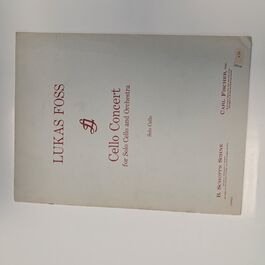 LUKAS FOSS
Cello Concert
for Solo Cello and Orchestra
Solo Cello
B. SCHOTT'S SÖHNE
CARL FISCHER, INC.